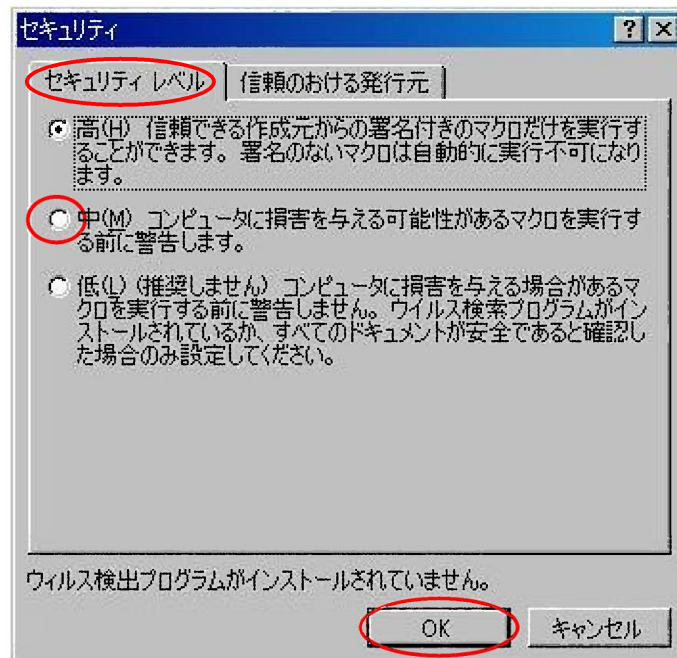 セキュリティ
セキュリティ レベル
信頼のおける発行元
高(H) 信頼できる作成元からの署名付きのマクロだけを実行す
ることができます。署名のないマクロは自動的に実行不可になり
ます。
中(M) コンピュータに損害を与える可能性があるマクロを実行す
る前に警告します。
低(L) (推奨しません) コンピュータに損害を与える場合があるマ
クロを実行する前に警告しません。ウイルス検索プログラムがイン
ストールされているか、すべてのドキュメントが安全であると確認し
た場合のみ設定してください。
ウィルス検出プログラムがインストールされていません。
OK
キャンセル